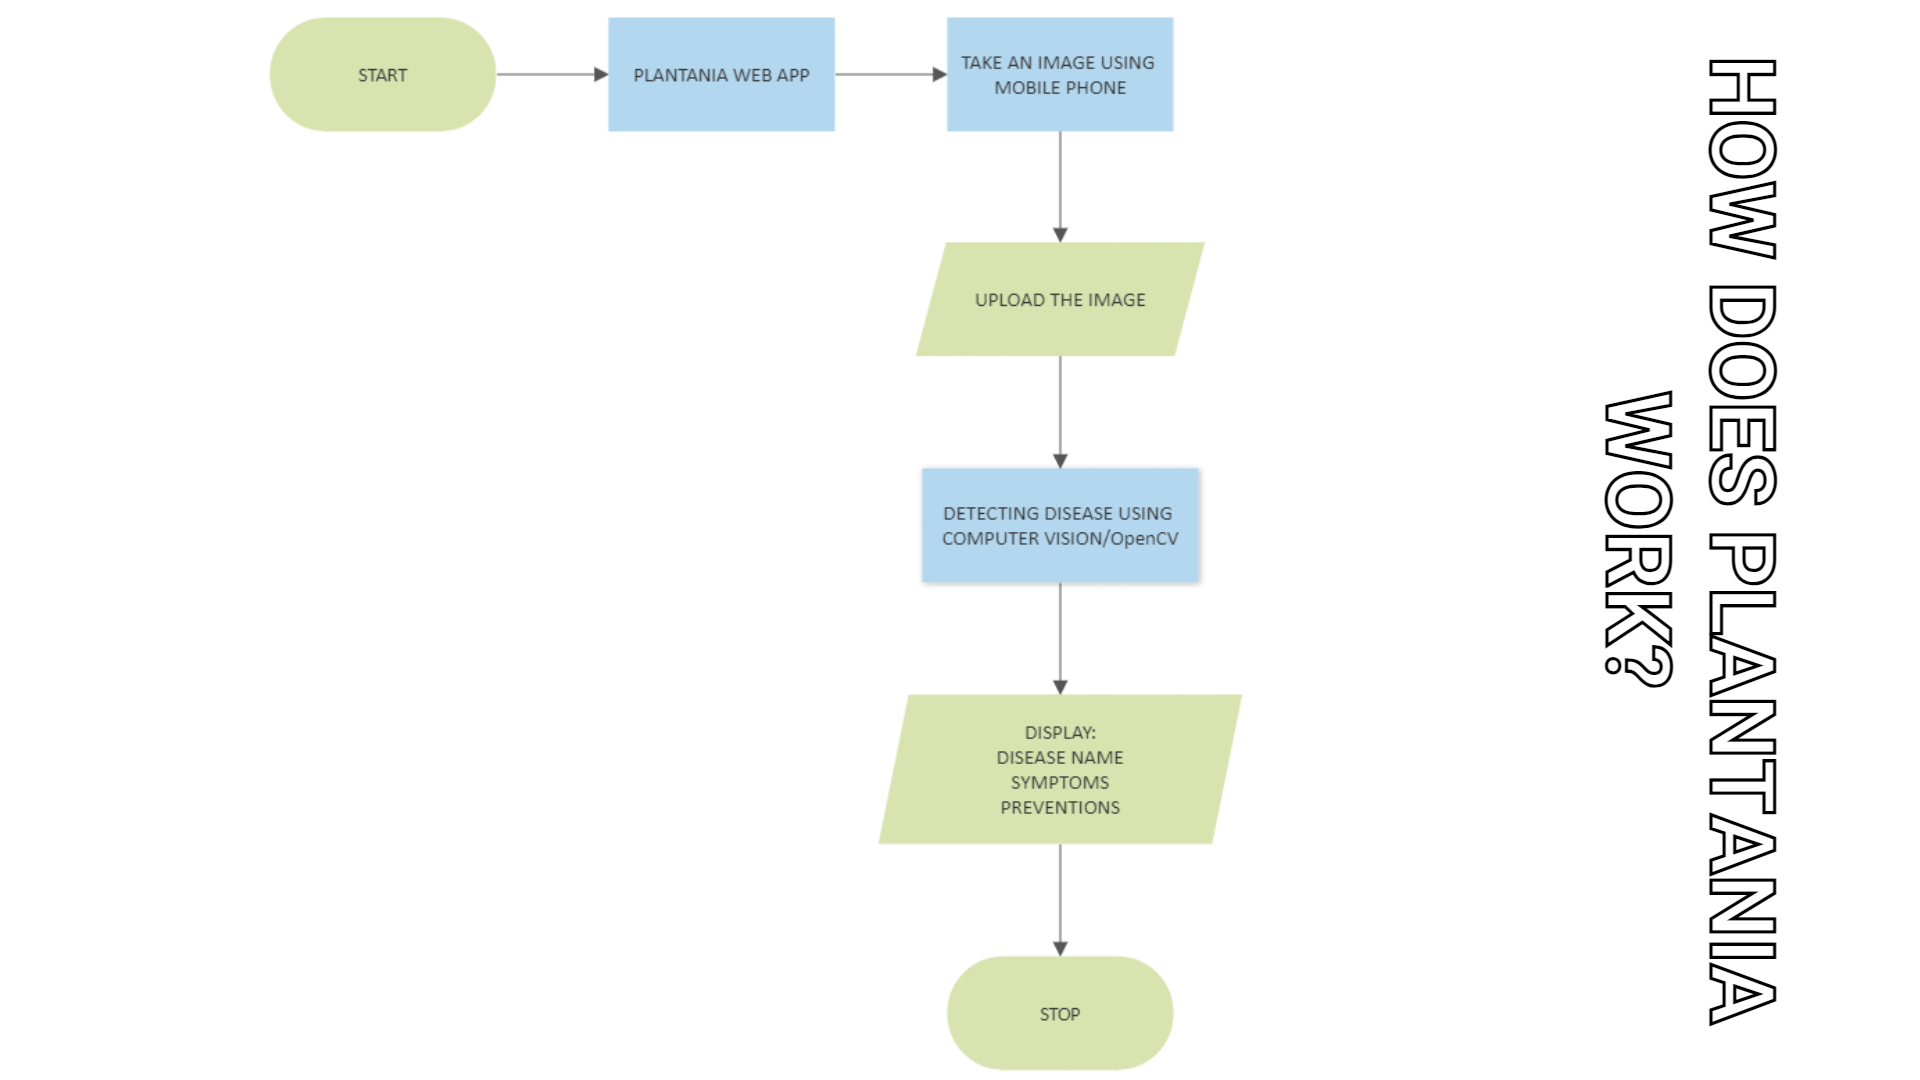 START
PLANTANIA WEB APP
TAKE AN IMAGE USING
MOBILE PHONE
UPLOAD THE IMAGE
DETECTING DISEASE USING
COMPUTER VISION/OpenCV
DISPLAY:
DISEASE NAME
SYMPTOMS
PREVENTIONS
STOP
HOW DOES PLANTANIA
WORK?